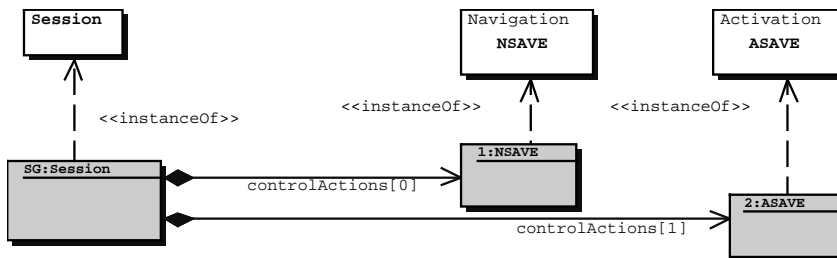 Session
Navigation
NSAVE
Activation
ASAVE
<<instanceOf>>
<<instanceOf>>
<<instanceOf>>
SG:Session
1:NSAVE
controlActions[0]
2:ASAVE
controlActions[1]